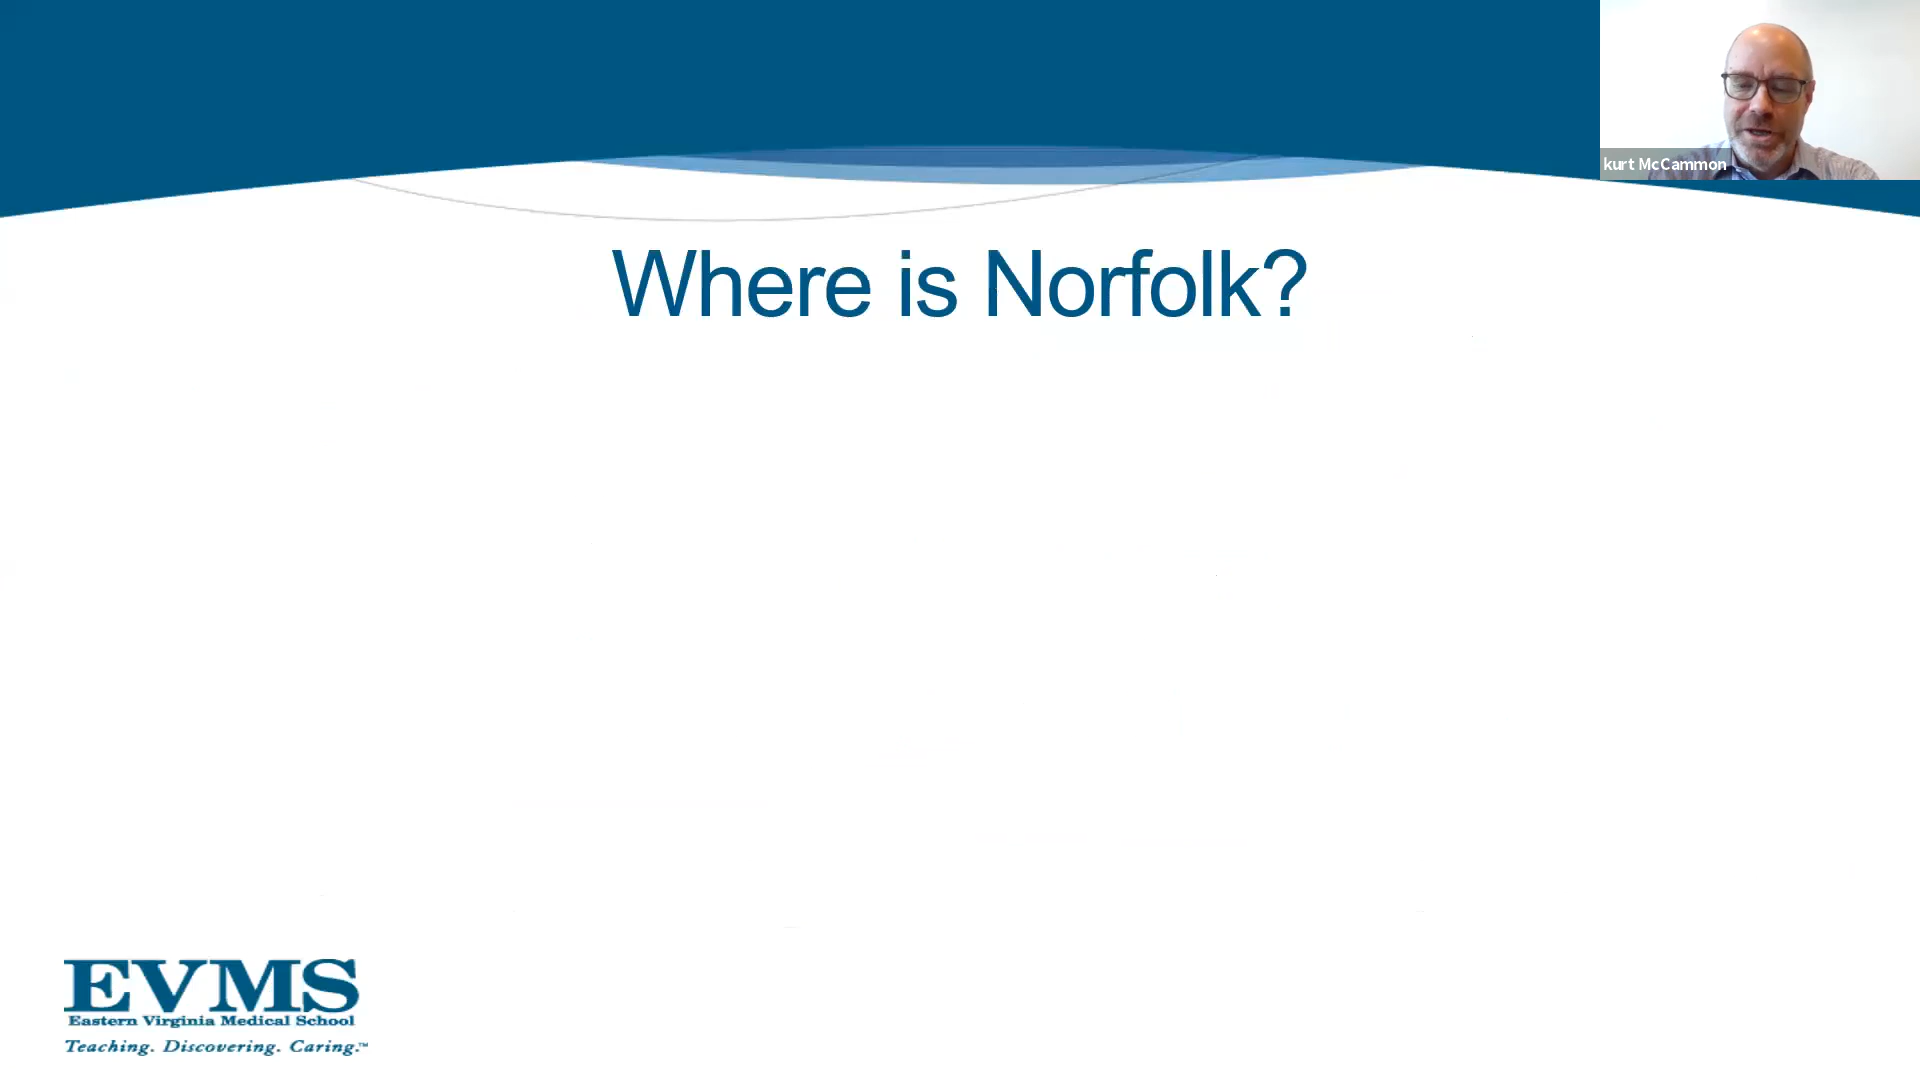 kurt McCammon
Where is Norfolk?
EVMS
Eastern Virginia Medical School
Teaching. Discovering. Caring.™